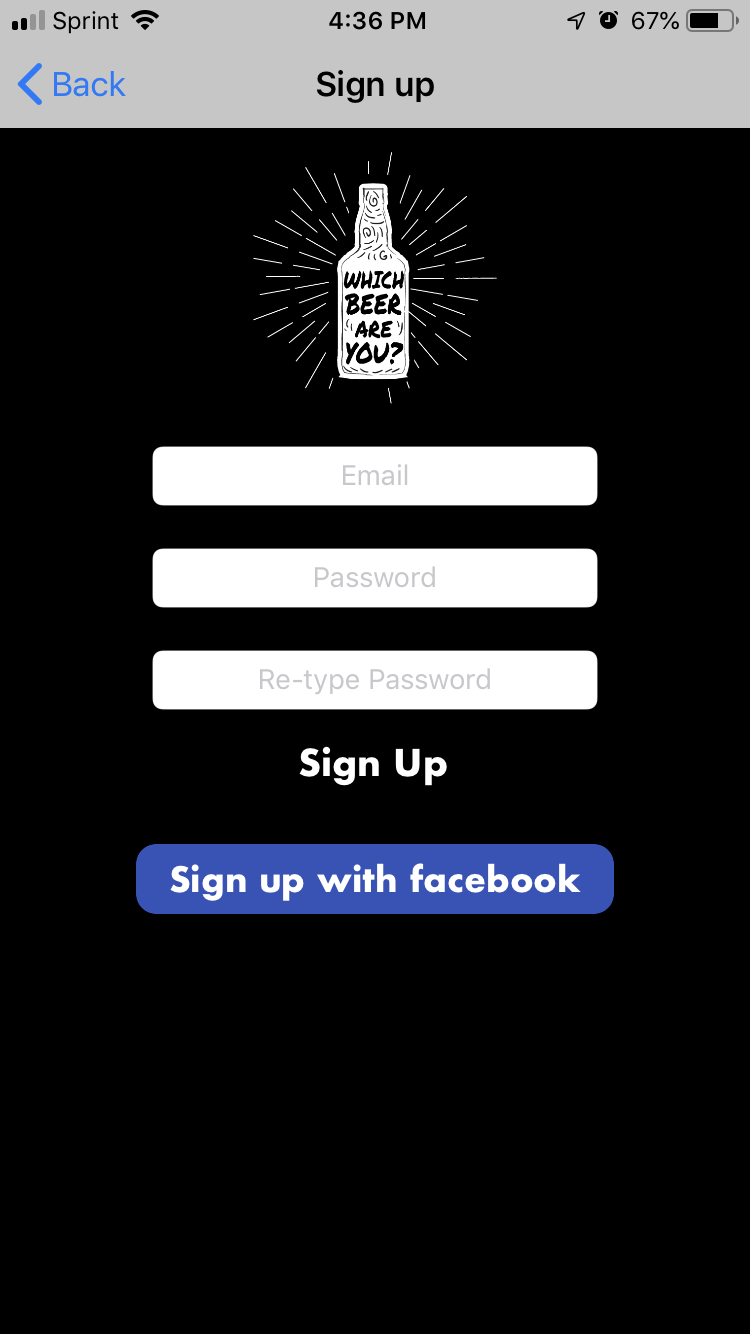 Sprint 4:36 PM 67%
Back Sign up
WHICH
BEER
ARE
YOU?
Email
Password
Re-type Password
Sign Up
Sign up with facebook